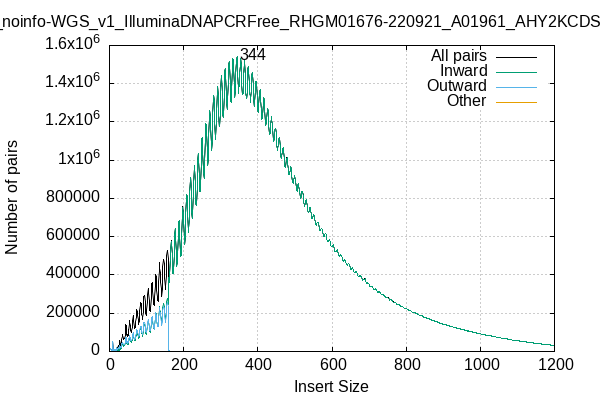 _noinfo-WGS_v1_IlluminaDNAPCRFree_RHGM01676-220921_A01961_AHY2KCDS
1.6x10^6
1.4x10^6
1.2x10^6
1x10^6
800000
600000
400000
200000
0
Number of pairs
344
All pairs
Inward
Outward
Other
0 200 400 600 800 1000 1200
Insert Size